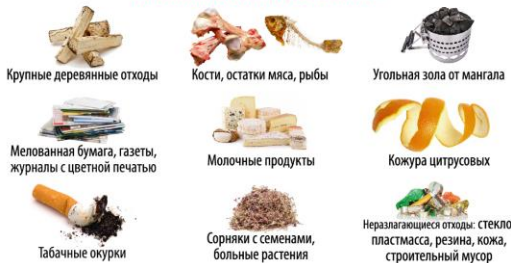 Крупные деревянные отходы
Кости, остатки мяса, рыбы
Угольная зола от мангала
Мелованная бумага, газеты,
журналы с цветной печатью
Молочные продукты
Кожура цитрусовых
Табачные окурки
Сорняки с семенами,
больные растения
Неразлагающиеся отходы: стекло
пластмасса, резина, кожа,
строительный мусор